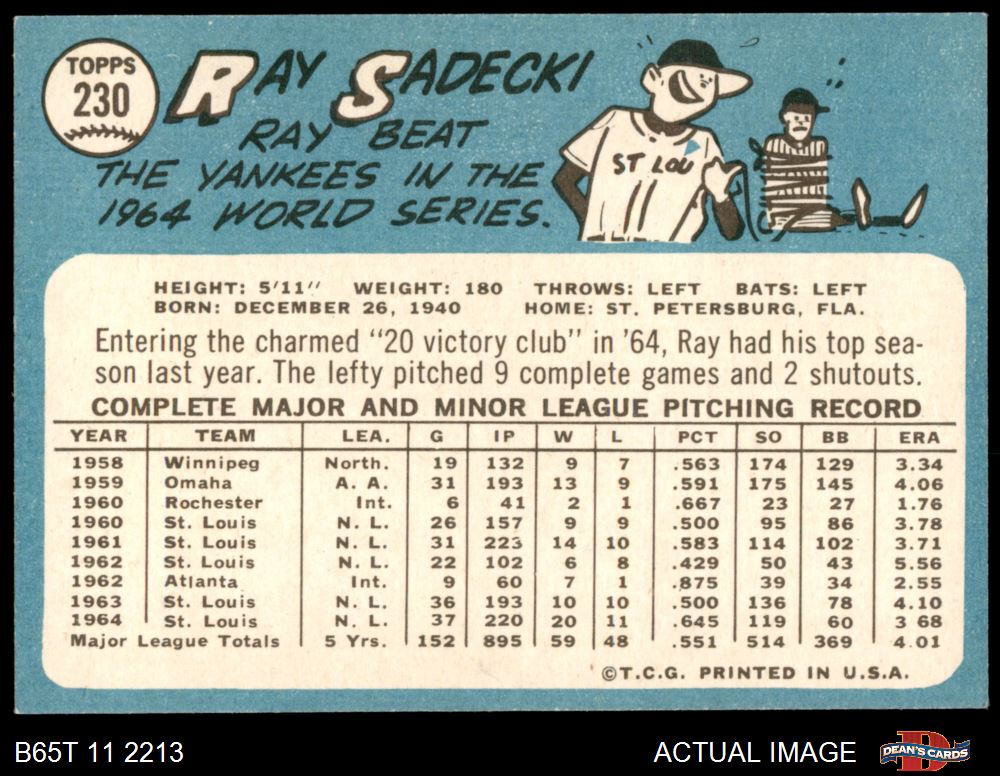 TOPPS
230
RAY SADECKI
RAY BEAT
THE YANKEES IN THE
1964 WORLD SERIES.
ST LOU
HEIGHT: 5'11" WEIGHT: 180 THROWS: LEFT BATS: LEFT
BORN: DECEMBER 26, 1940 HOME: ST. PETERSBURG, FLA.
Entering the charmed "20 victory club" in '64, Ray had his top sea-
son last year. The lefty pitched 9 complete games and 2 shutouts.
COMPLETE MAJOR AND MINOR LEAGUE PITCHING RECORD
YEAR TEAM LEA. G IP W L PCT SO BB ERA
1958 Winnipeg North. 19 132 9 7 .563 174 129 3.34
1959 Omaha A. A. 31 193 13 9 .591 175 145 4.06
1960 Rochester Int. 6 41 2 1 .667 23 27 1.76
1960 St. Louis N. L. 26 157 9 9 .500 95 86 3.78
1961 St. Louis N. L. 31 223 14 10 .583 114 102 3.71
1962 St. Louis N. L. 22 102 6 8 .429 50 43 5.56
1962 Atlanta Int. 9 60 7 1 .875 39 34 2.55
1963 St. Louis N. L. 36 193 10 10 .500 136 78 4.10
1964 St. Louis N. L. 37 220 20 11 .645 119 60 3 68
Major League Totals 5 Yrs. 152 895 59 48 .551 514 369 4.01
©T.C.G. PRINTED IN U.S.A.
B65T 11 2213 ACTUAL IMAGE DEAN'S CARDS